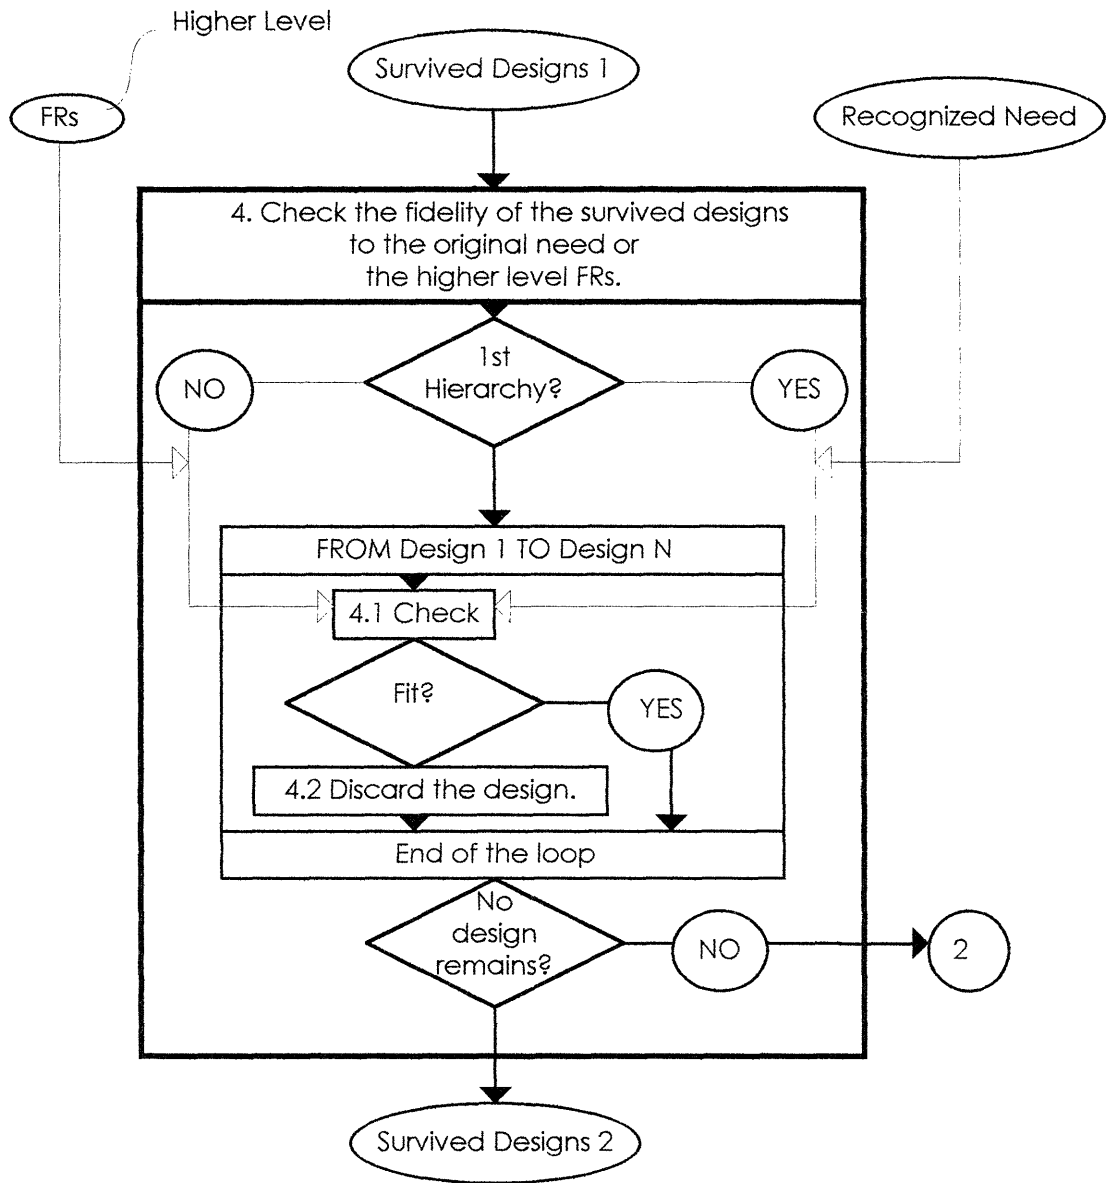 Higher Level
Survived Designs 1
FRs
Recognized Need
4. Check the fidelity of the survived designs
to the original need or
the higher level FRs.
1st
Hierarchy?
NO
YES
FROM Design 1 TO Design N
4.1 Check
Fit?
YES
4.2 Discard the design.
End of the loop
No
design
remains?
NO
2
Survived Designs 2